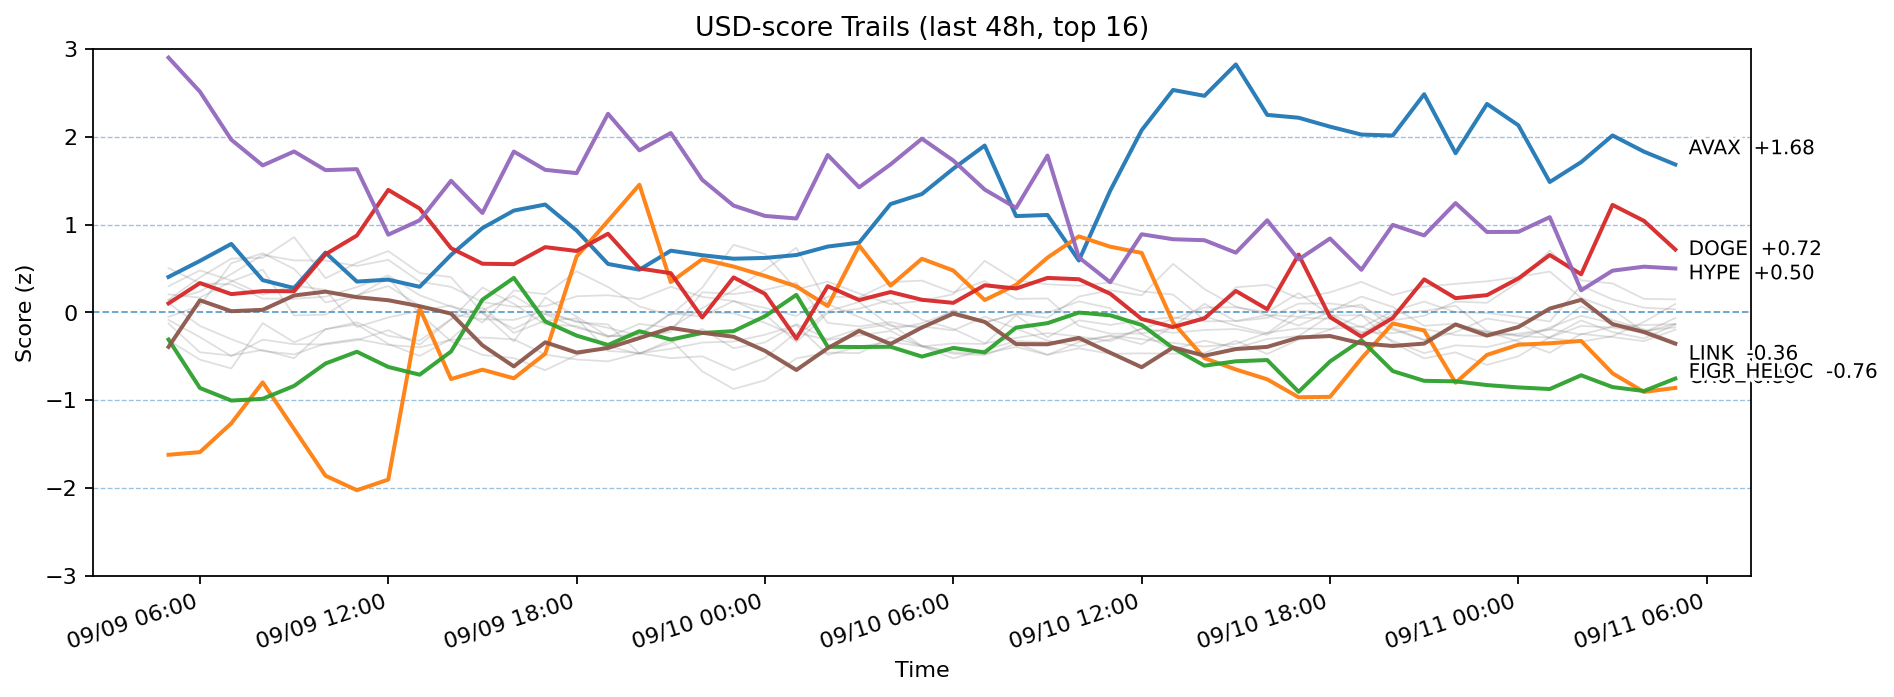 USD-score Trails (last 48h, top 16)
Score (z)
3
2
1
0
−1
−2
−3
AVAX +1.68
DOGE +0.72
HYPE +0.50
LINK -0.36
FIGR_HELOC -0.76
09/09 06:00
09/09 12:00
09/09 18:00
09/10 00:00
09/10 06:00
09/10 12:00
09/10 18:00
09/11 00:00
09/11 06:00
Time